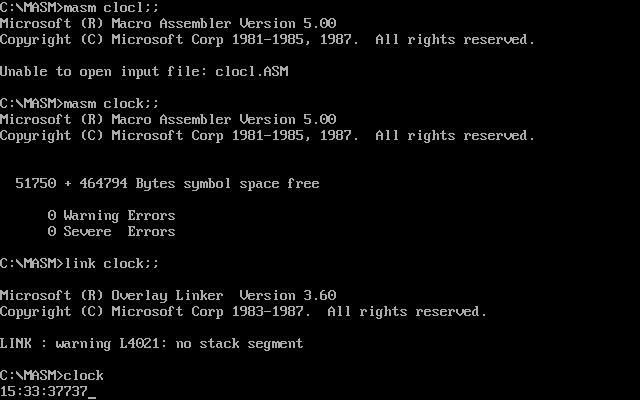 C:\MASM>masm clocl;;
Microsoft (R) Macro Assembler Version 5.00
Copyright (C) Microsoft Corp 1981-1985, 1987.  All rights reserved.
Unable to open input file: clocl.ASM
C:\MASM>masm clock;;
Microsoft (R) Macro Assembler Version 5.00
Copyright (C) Microsoft Corp 1981-1985, 1987.  All rights reserved.
51750 + 464794 Bytes symbol space free
0 Warning Errors
0 Severe  Errors
C:\MASM>link clock;;
Microsoft (R) Overlay Linker  Version 3.60
Copyright (C) Microsoft Corp 1983-1987.  All rights reserved.
LINK : warning L4021: no stack segment
C:\MASM>clock
15:33:37737_